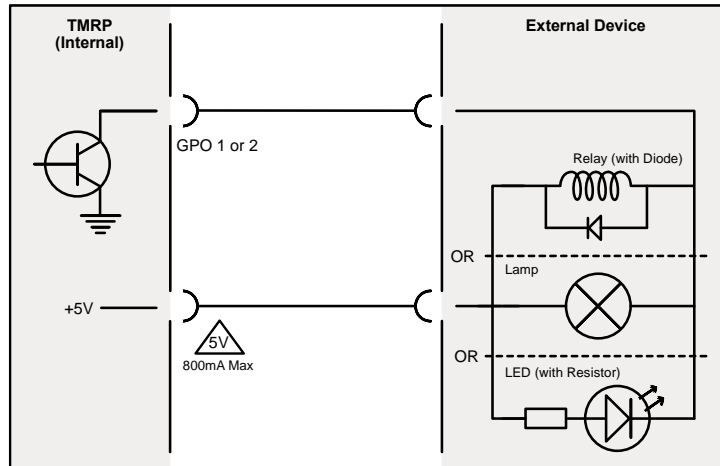 TMRP
(Internal)
External Device
GPO 1 or 2
Relay (with Diode)
OR
Lamp
+5V
5V
800mA Max
OR
LED (with Resistor)